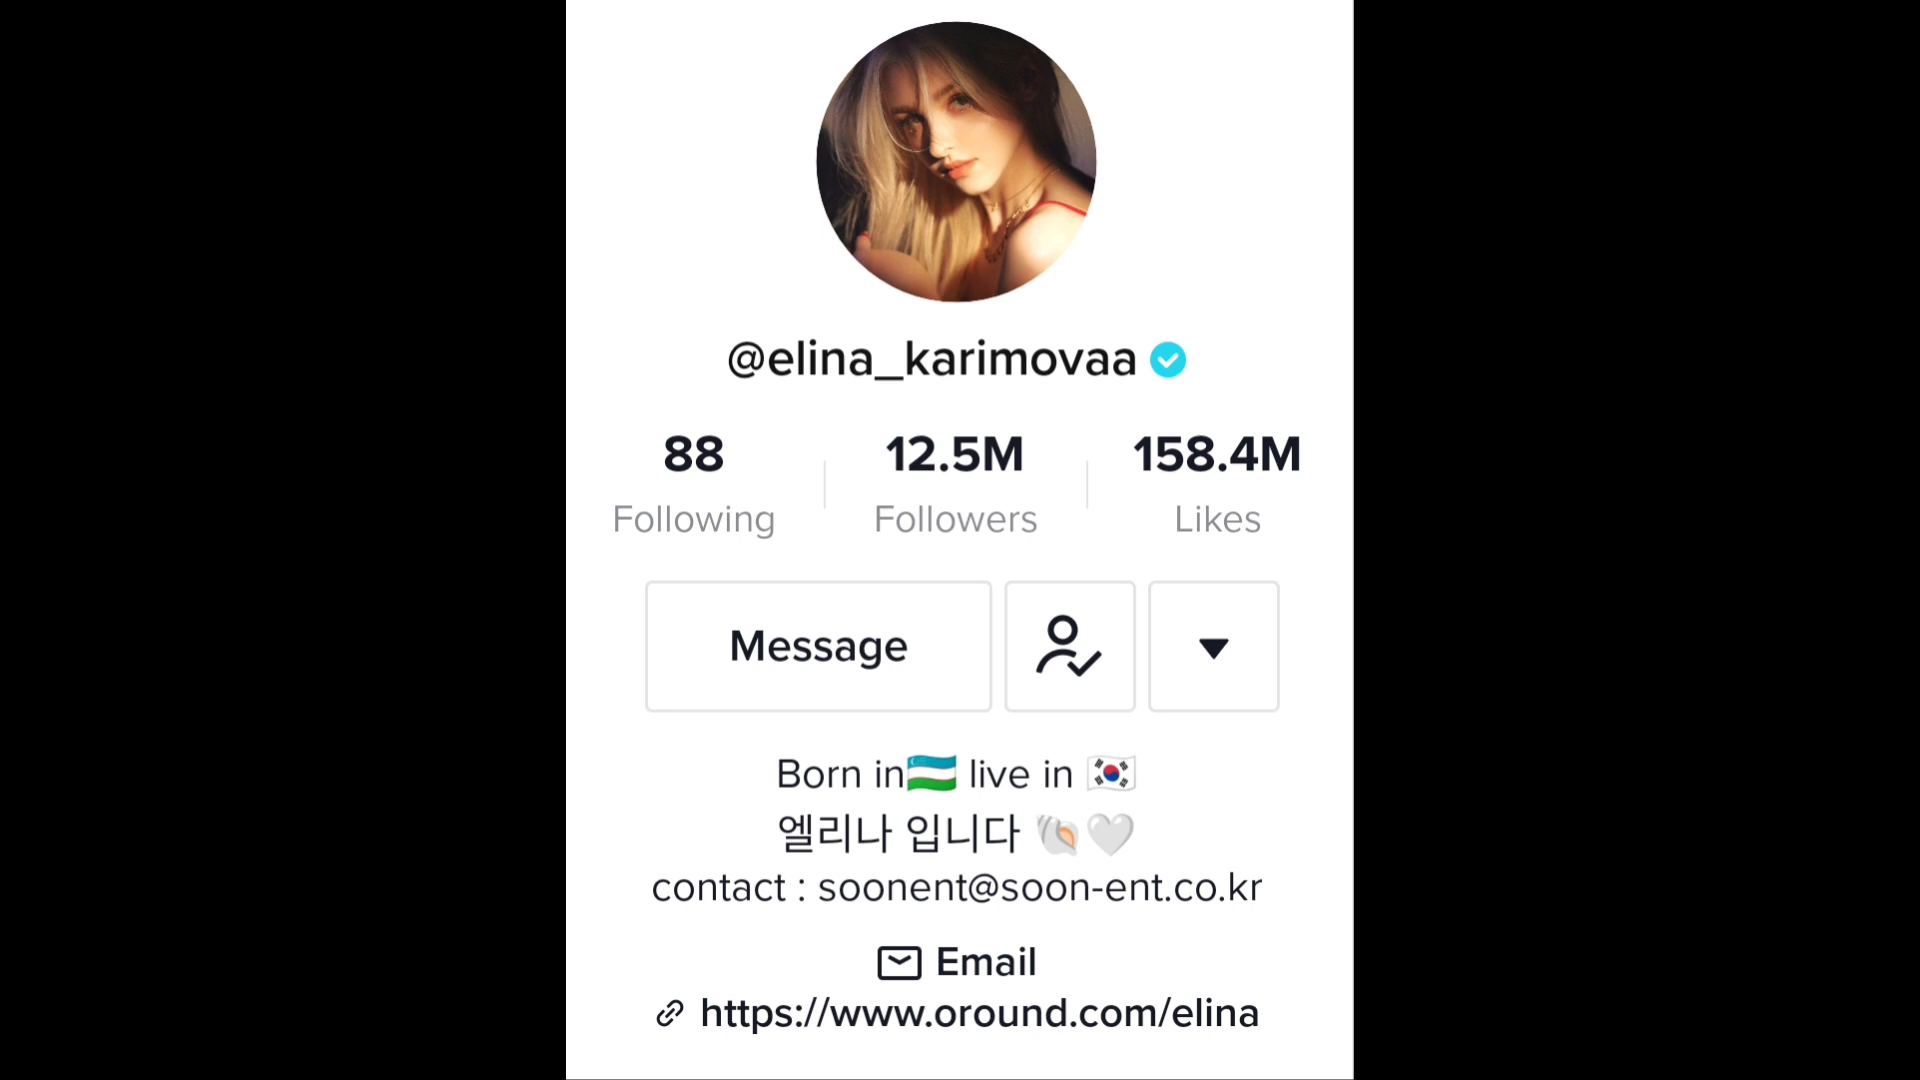 @elina_karimovaa
88 12.5M 158.4M
Following Followers Likes
Message
Born in🇺🇿 live in 🇰🇷
엘리나 입니다 🐚🤍
contact : soonent@soon-ent.co.kr
Email
https://www.oround.com/elina